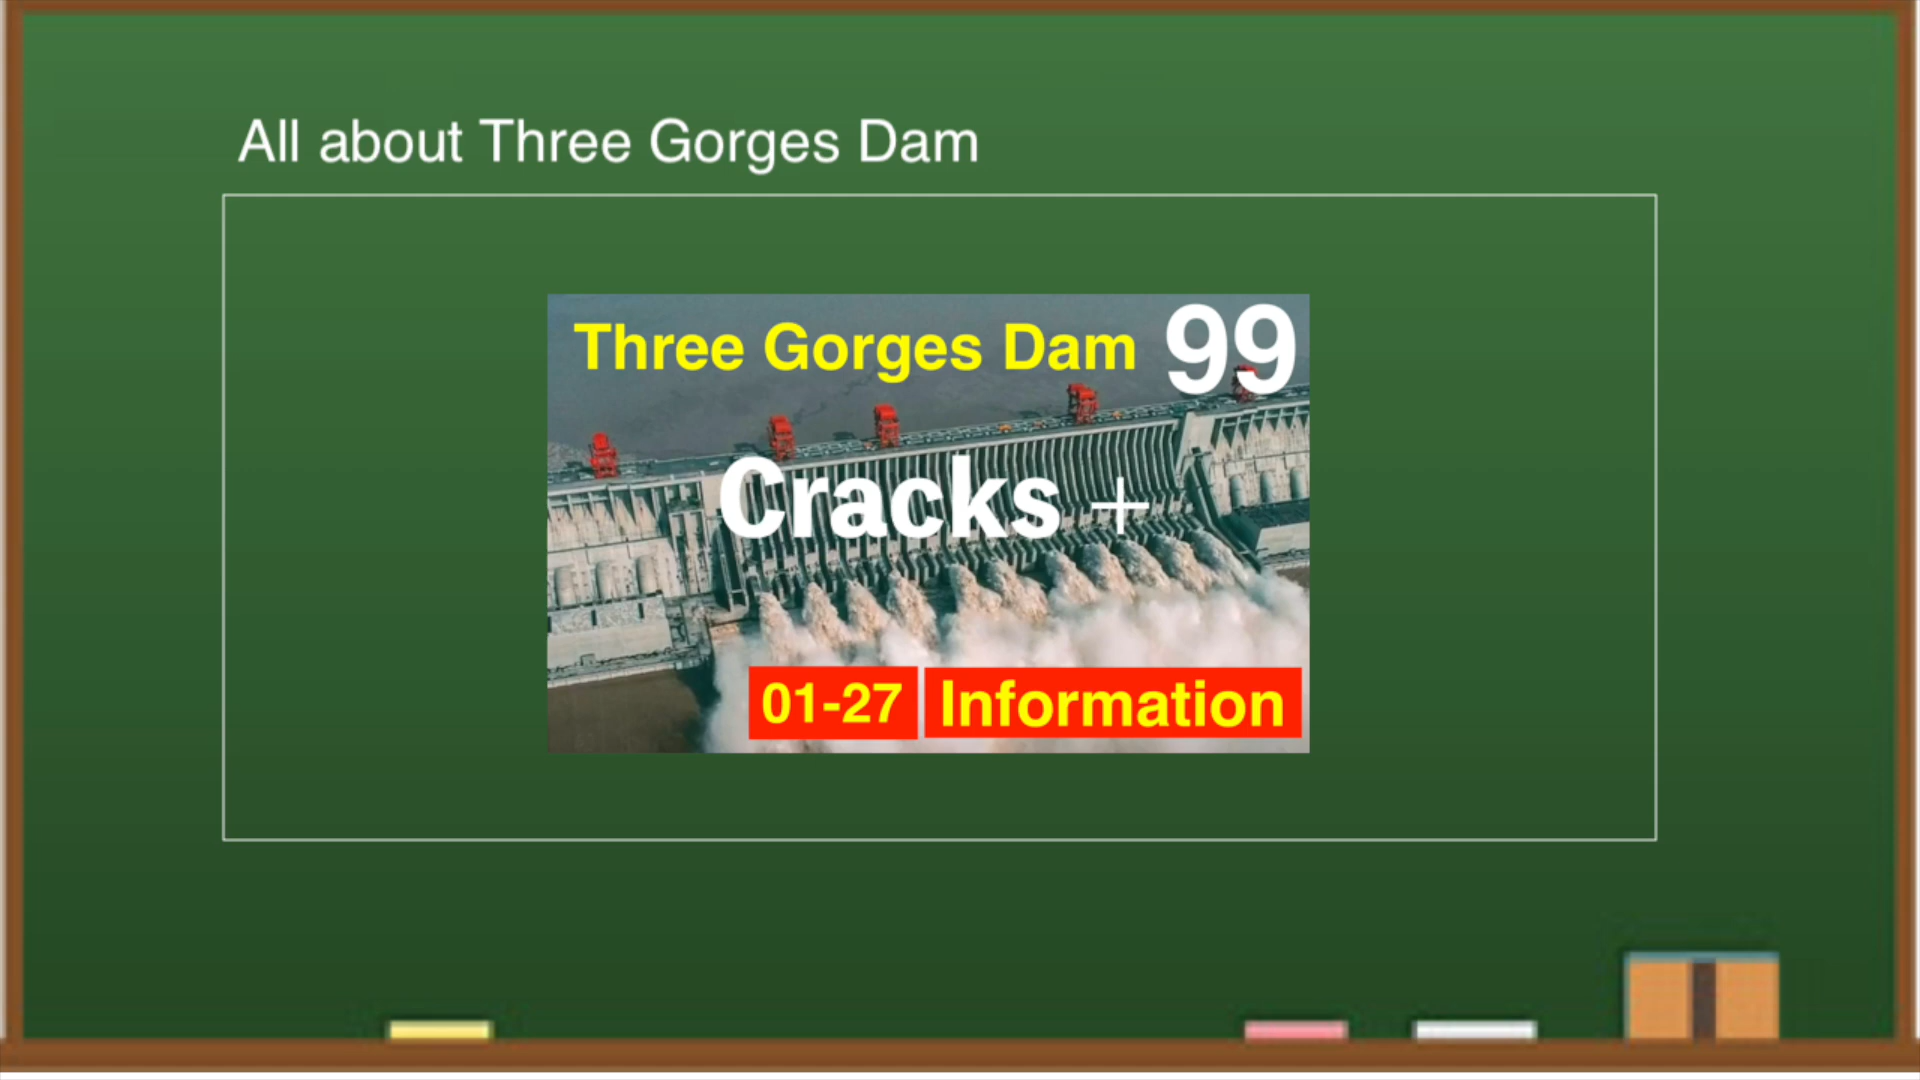 All about Three Gorges Dam
Three Gorges Dam 99
Cracks +
01-27 Information